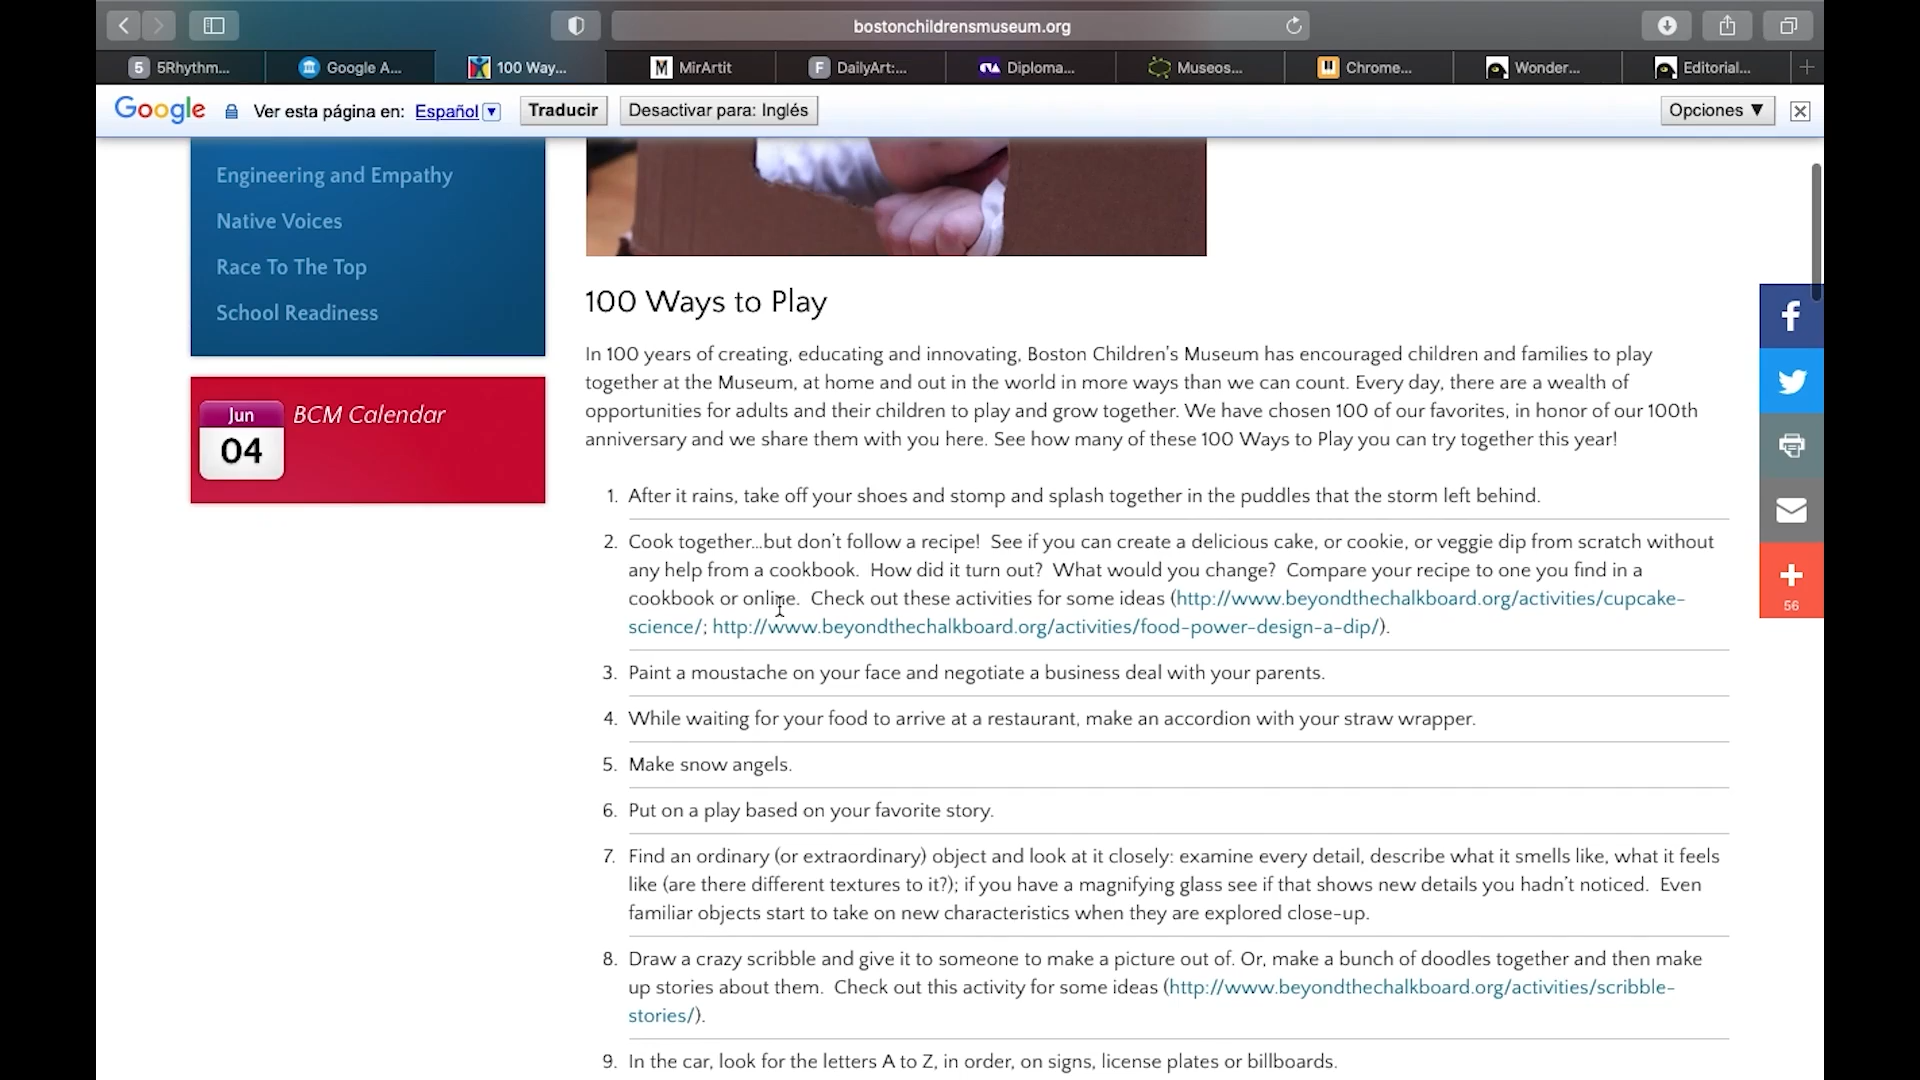 bostonchildrensmuseum.org
5 5Rhythm...
Google A...
100 Way...
M MirArtit
F DailyArt:...
Diploma...
Museos...
Chrome...
Wonder...
Editorial...
Google Ver esta página en: Español Traducir Desactivar para: Inglés Opciones ▼
Engineering and Empathy
Native Voices
Race To The Top
School Readiness
Jun
04
BCM Calendar
100 Ways to Play
In 100 years of creating, educating and innovating, Boston Children's Museum has encouraged children and families to play
together at the Museum, at home and out in the world in more ways than we can count. Every day, there are a wealth of
opportunities for adults and their children to play and grow together. We have chosen 100 of our favorites, in honor of our 100th
anniversary and we share them with you here. See how many of these 100 Ways to Play you can try together this year!
1. After it rains, take off your shoes and stomp and splash together in the puddles that the storm left behind.
2. Cook together...but don't follow a recipe! See if you can create a delicious cake, or cookie, or veggie dip from scratch without
any help from a cookbook. How did it turn out? What would you change? Compare your recipe to one you find in a
cookbook or online. Check out these activities for some ideas (http://www.beyondthechalkboard.org/activities/cupcake-
science/; http://www.beyondthechalkboard.org/activities/food-power-design-a-dip/).
3. Paint a moustache on your face and negotiate a business deal with your parents.
4. While waiting for your food to arrive at a restaurant, make an accordion with your straw wrapper.
5. Make snow angels.
6. Put on a play based on your favorite story.
7. Find an ordinary (or extraordinary) object and look at it closely: examine every detail, describe what it smells like, what it feels
like (are there different textures to it?); if you have a magnifying glass see if that shows new details you hadn't noticed. Even
familiar objects start to take on new characteristics when they are explored close-up.
8. Draw a crazy scribble and give it to someone to make a picture out of. Or, make a bunch of doodles together and then make
up stories about them. Check out this activity for some ideas (http://www.beyondthechalkboard.org/activities/scribble-
stories/).
9. In the car, look for the letters A to Z, in order, on signs, license plates or billboards.
56